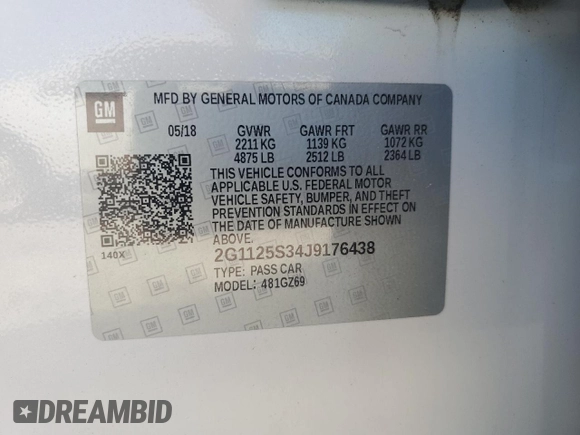 GM
MFD BY GENERAL MOTORS OF CANADA COMPANY
05/18 GVWR GAWR FRT GAWR RR
2211 KG 1139 KG 1072 KG
4875 LB 2512 LB 2364 LB
THIS VEHICLE CONFORMS TO ALL
APPLICABLE U.S. FEDERAL MOTOR
VEHICLE SAFETY, BUMPER, AND THEFT
PREVENTION STANDARDS IN EFFECT ON
THE DATE OF MANUFACTURE SHOWN
ABOVE.
140X
2G1125S34J9176438
TYPE: PASS CAR
MODEL: 481GZ69
DREAMBID